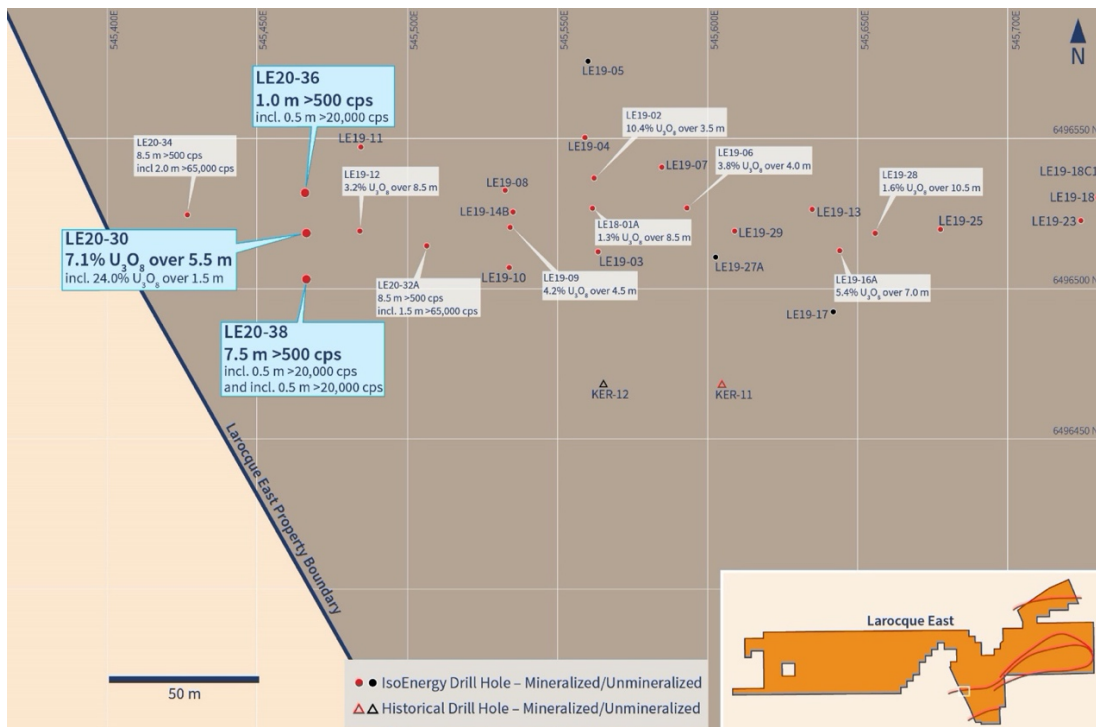 545,400 E
545,450 E
545,500 E
545,550 E
545,600 E
545,650 E
545,700 E
N
LE19-05
LE20-36
1.0 m >500 cps
incl. 0.5 m >20,000 cps
LE20-34
8.5 m >500 cps
incl 2.0 m >65,000 cps
LE19-11
LE19-12
3.2% U₃O₈ over 8.5 m
LE19-04
LE19-02
10.4% U₃O₈ over 3.5 m
LE19-07
LE19-06
3.8% U₃O₈ over 4.0 m
6496550 N
LE19-08
LE19-14B
LE19-28
1.6% U₃O₈ over 10.5 m
LE19-18C1
LE19-18
LE19-23
LE19-13
LE19-25
LE18-01A
1.3% U₃O₈ over 8.5 m
LE19-29
LE20-30
7.1% U₃O₈ over 5.5 m
incl. 24.0% U₃O₈ over 1.5 m
LE19-03
LE19-27A
LE19-10
LE19-09
4.2% U₃O₈ over 4.5 m
LE20-32A
8.5 m >500 cps
incl. 1.5 m >65,000 cps
LE19-16A
5.4% U₃O₈ over 7.0 m
6496500 N
LE19-17
LE20-38
7.5 m >500 cps
incl. 0.5 m >20,000 cps
and incl. 0.5 m >20,000 cps
KER-12
KER-11
6496450 N
Larocque East Property Boundary
50 m
IsoEnergy Drill Hole – Mineralized/Unmineralized
Historical Drill Hole – Mineralized/Unmineralized
Larocque East